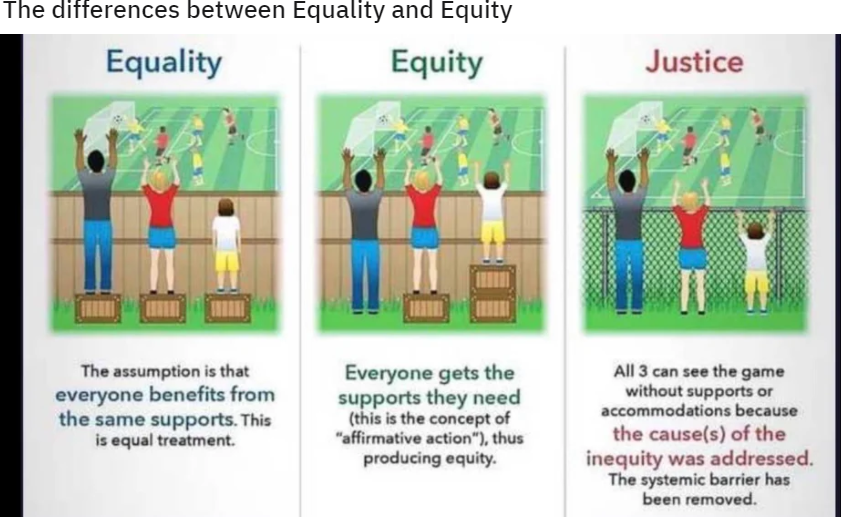 The differences between Equality and Equity
Equality
The assumption is that
everyone benefits from
the same supports. This
is equal treatment.
Equity
Everyone gets the
supports they need
(this is the concept of
"affirmative action"), thus
producing equity.
Justice
All 3 can see the game
without supports or
accommodations because
the cause(s) of the
inequity was addressed.
The systemic barrier has
been removed.